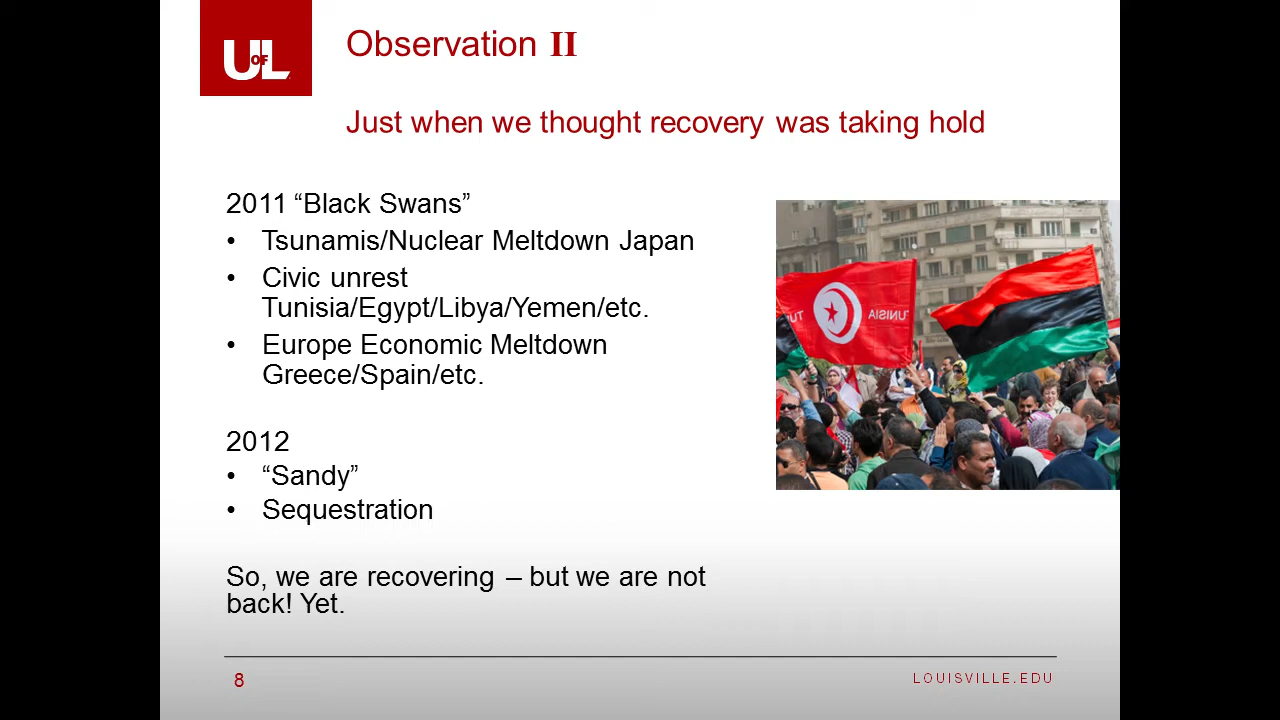 U OF L
Observation II
Just when we thought recovery was taking hold
2011 “Black Swans”
• Tsunamis/Nuclear Meltdown Japan
• Civic unrest
Tunisia/Egypt/Libya/Yemen/etc.
• Europe Economic Meltdown
Greece/Spain/etc.
TUNISIA
2012
• “Sandy”
• Sequestration
So, we are recovering – but we are not
back! Yet.
8
LOUISVILLE.EDU